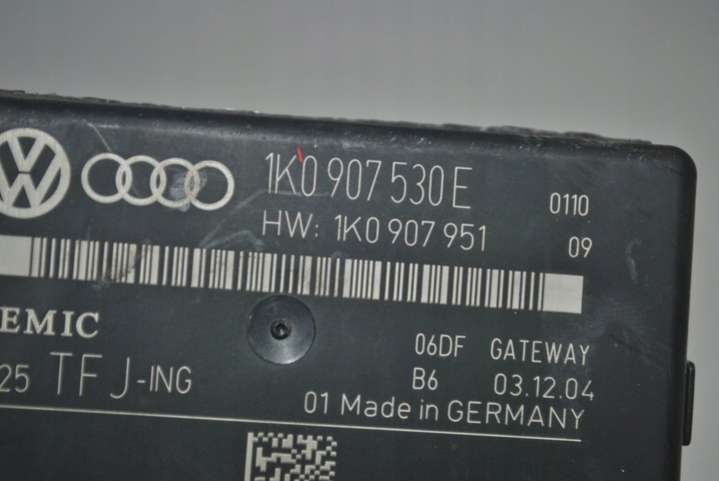 1K0 907 530 E 0110
HW: 1K0 907 951 09
EMIC
06DF GATEWAY
25 TFJ-ING B6 03.12.04
01 Made in GERMANY